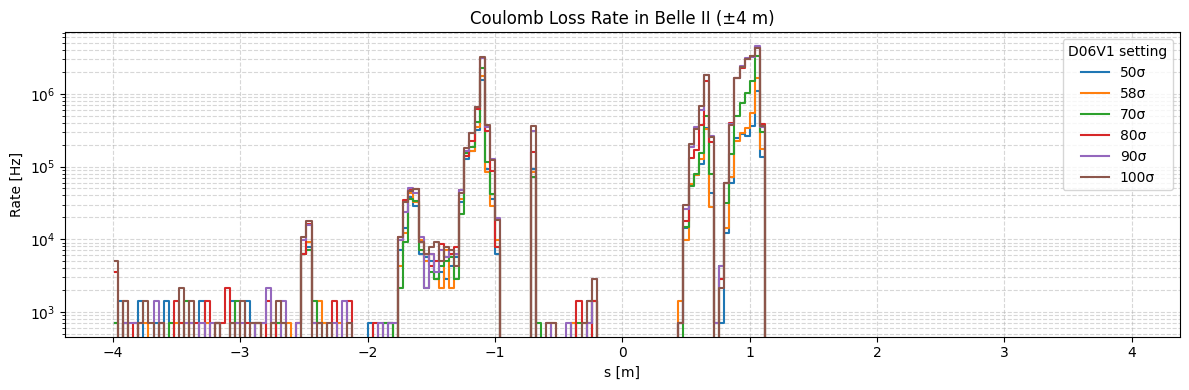 Coulomb Loss Rate in Belle II (±4 m)
Rate [Hz]
10⁶
10⁵
10⁴
10³
D06V1 setting
50σ
58σ
70σ
80σ
90σ
100σ
−4 −3 −2 −1 0 1 2 3 4
s [m]